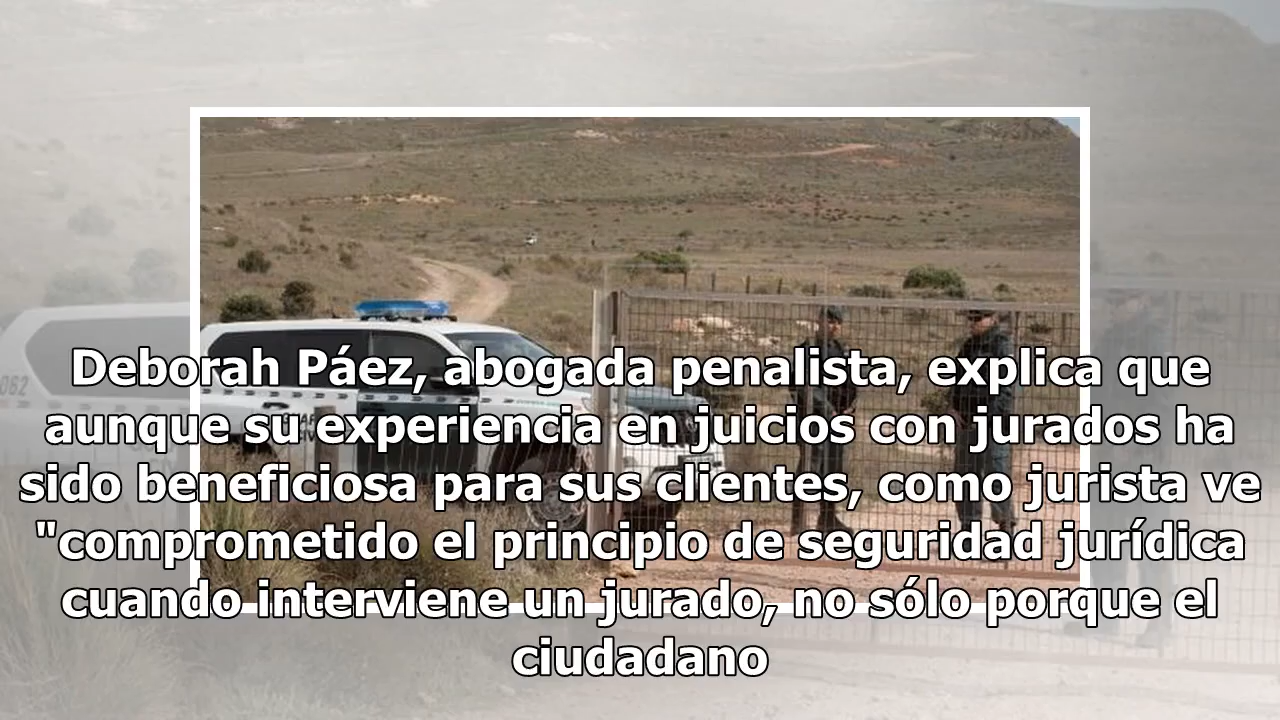 Deborah Páez, abogada penalista, explica que
aunque su experiencia en juicios con jurados ha
sido beneficiosa para sus clientes, como jurista ve
"comprometido el principio de seguridad jurídica
cuando interviene un jurado, no sólo porque el
ciudadano
062